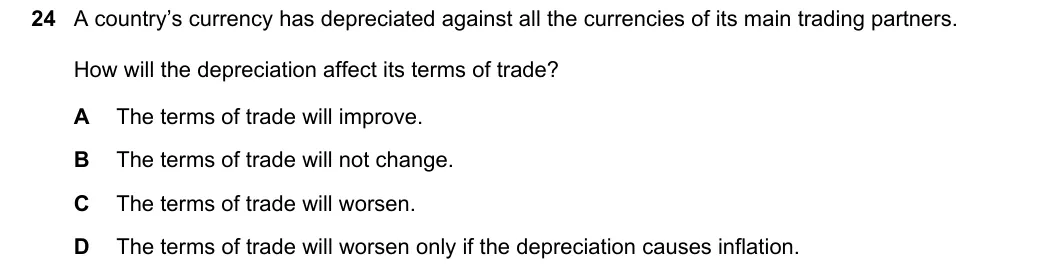 24 A country’s currency has depreciated against all the currencies of its main trading partners.
How will the depreciation affect its terms of trade?
A The terms of trade will improve.
B The terms of trade will not change.
C The terms of trade will worsen.
D The terms of trade will worsen only if the depreciation causes inflation.